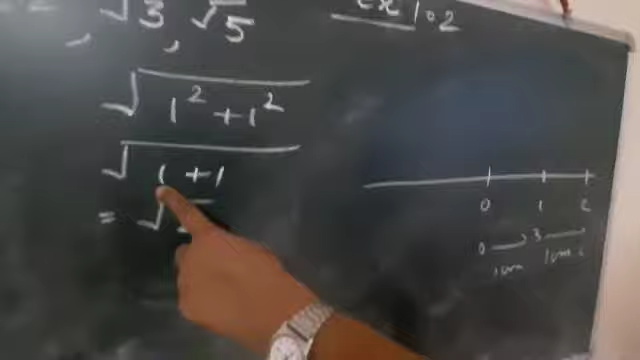 , √3, √5
Ex 1.2
√1² + 1²
√1 + 1
= √
0 1 2
0 → 3 →
1cm 1cm